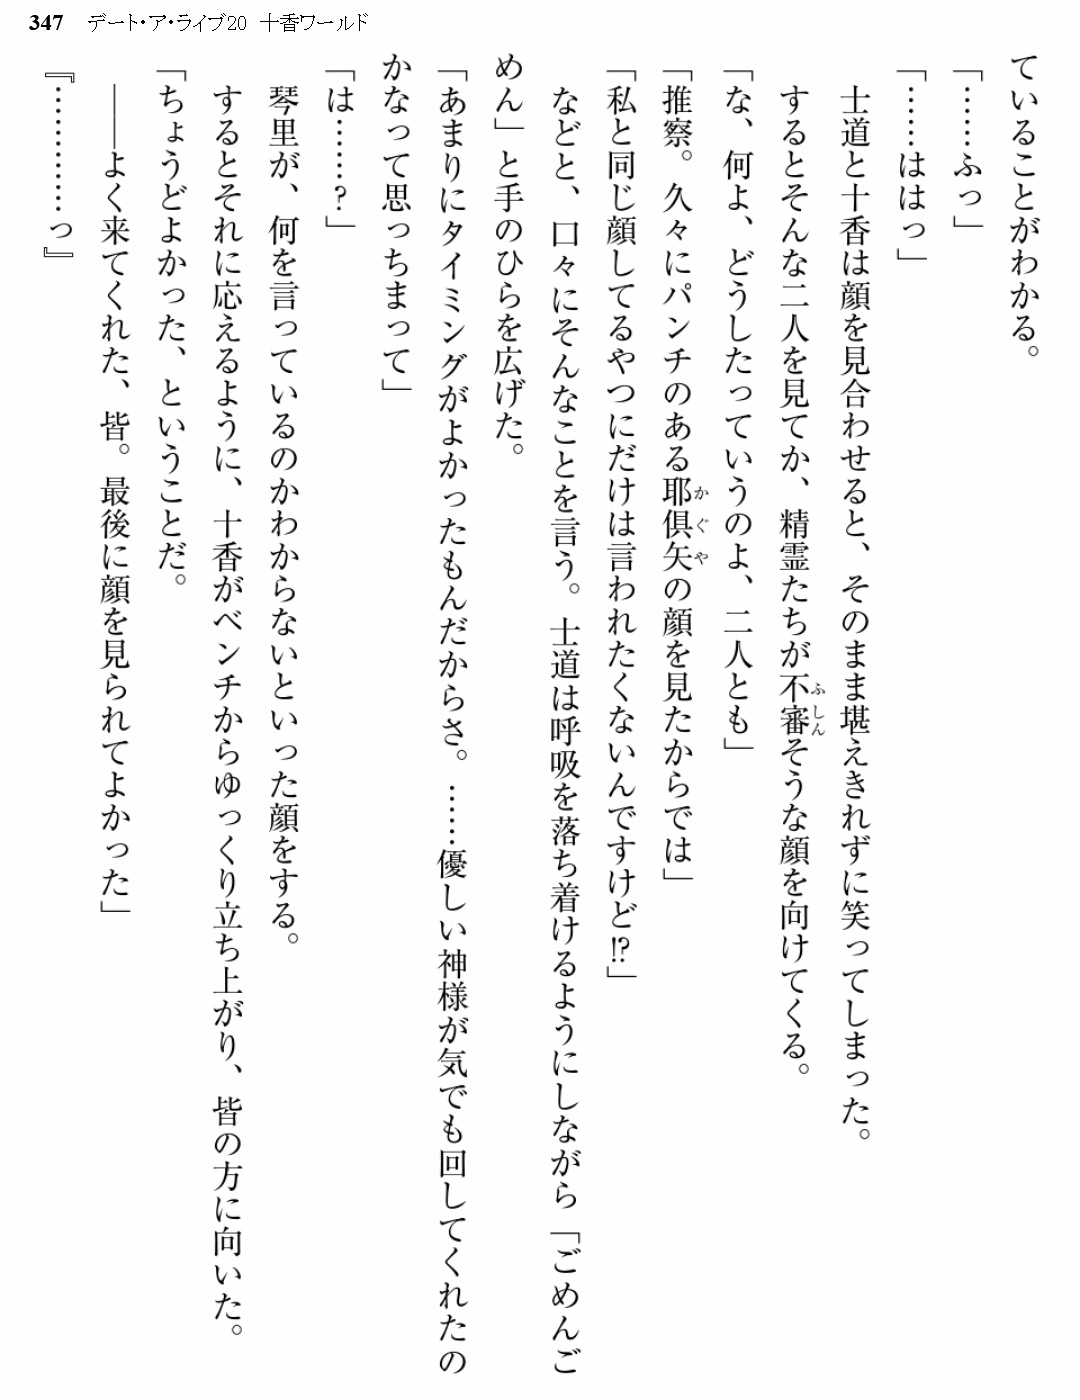 347 デート・ア・ライブ20 十香ワールド
ていることがわかる。
「……ふっ」
「……ははっ」
士道と十香は顔を見合わせると、そのまま堪えきれずに笑ってしまった。
するとそんな二人を見てか、精霊たちが不審そうな顔を向けてくる。
「な、何よ、どうしたっていうのよ、二人とも」
「推察。久々にパンチのある耶倶矢の顔を見たからでは」
「私と同じ顔してるやつにだけは言われたくないんですけど!?」
などと、口々にそんなことを言う。士道は呼吸を落ち着けるようにしながら「ごめんご
めん」と手のひらを広げた。
「あまりにタイミングがよかったもんだからさ。……優しい神様が気でも回してくれたの
かなって思っちまって」
「は……?」
琴里が、何を言っているのかわからないといった顔をする。
するとそれに応えるように、十香がベンチからゆっくり立ち上がり、皆の方に向いた。
「ちょうどよかった、ということだ。
――よく来てくれた、皆。最後に顔を見られてよかった」
『…………っ』